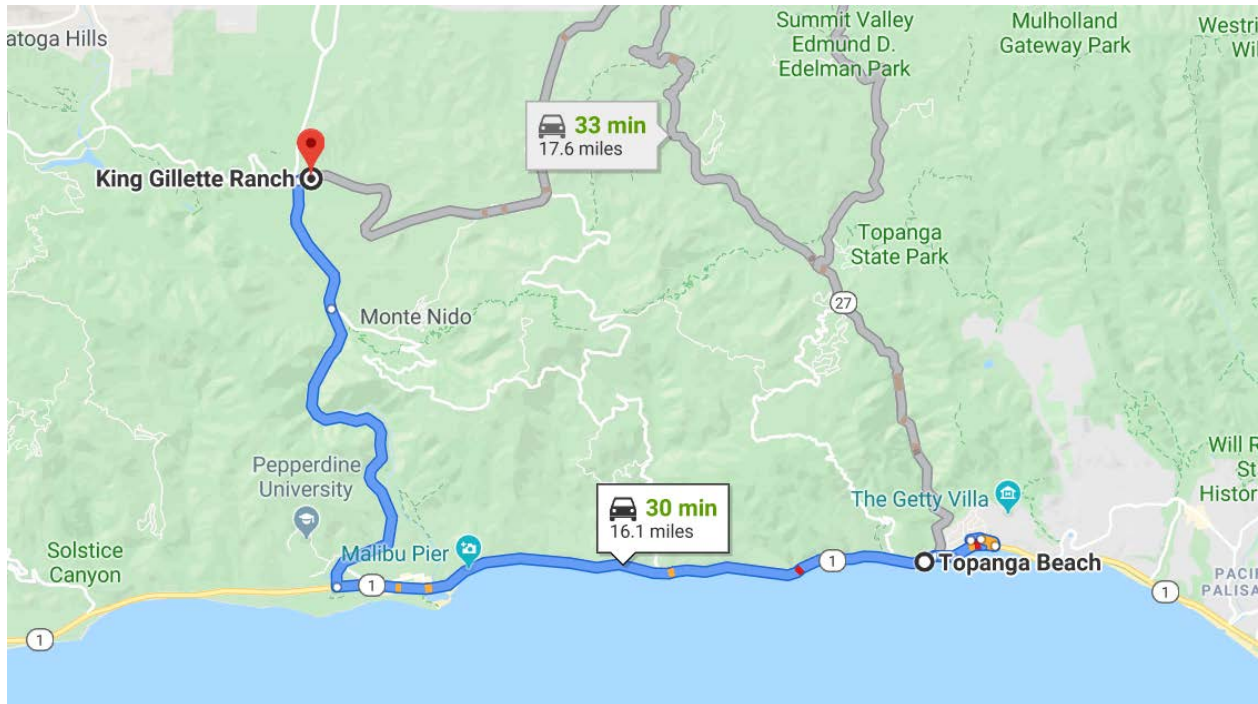 atoga Hills
Summit Valley
Edmund D.
Edelman Park
Mulholland
Gateway Park
Westri
Wil
33 min
17.6 miles
King Gillette Ranch
Topanga
State Park
27
Monte Nido
Pepperdine
University
The Getty Villa
Will R
St
Histor
30 min
16.1 miles
Malibu Pier
Solstice
Canyon
1
1
Topanga Beach
PACIF
PALISA
1
1